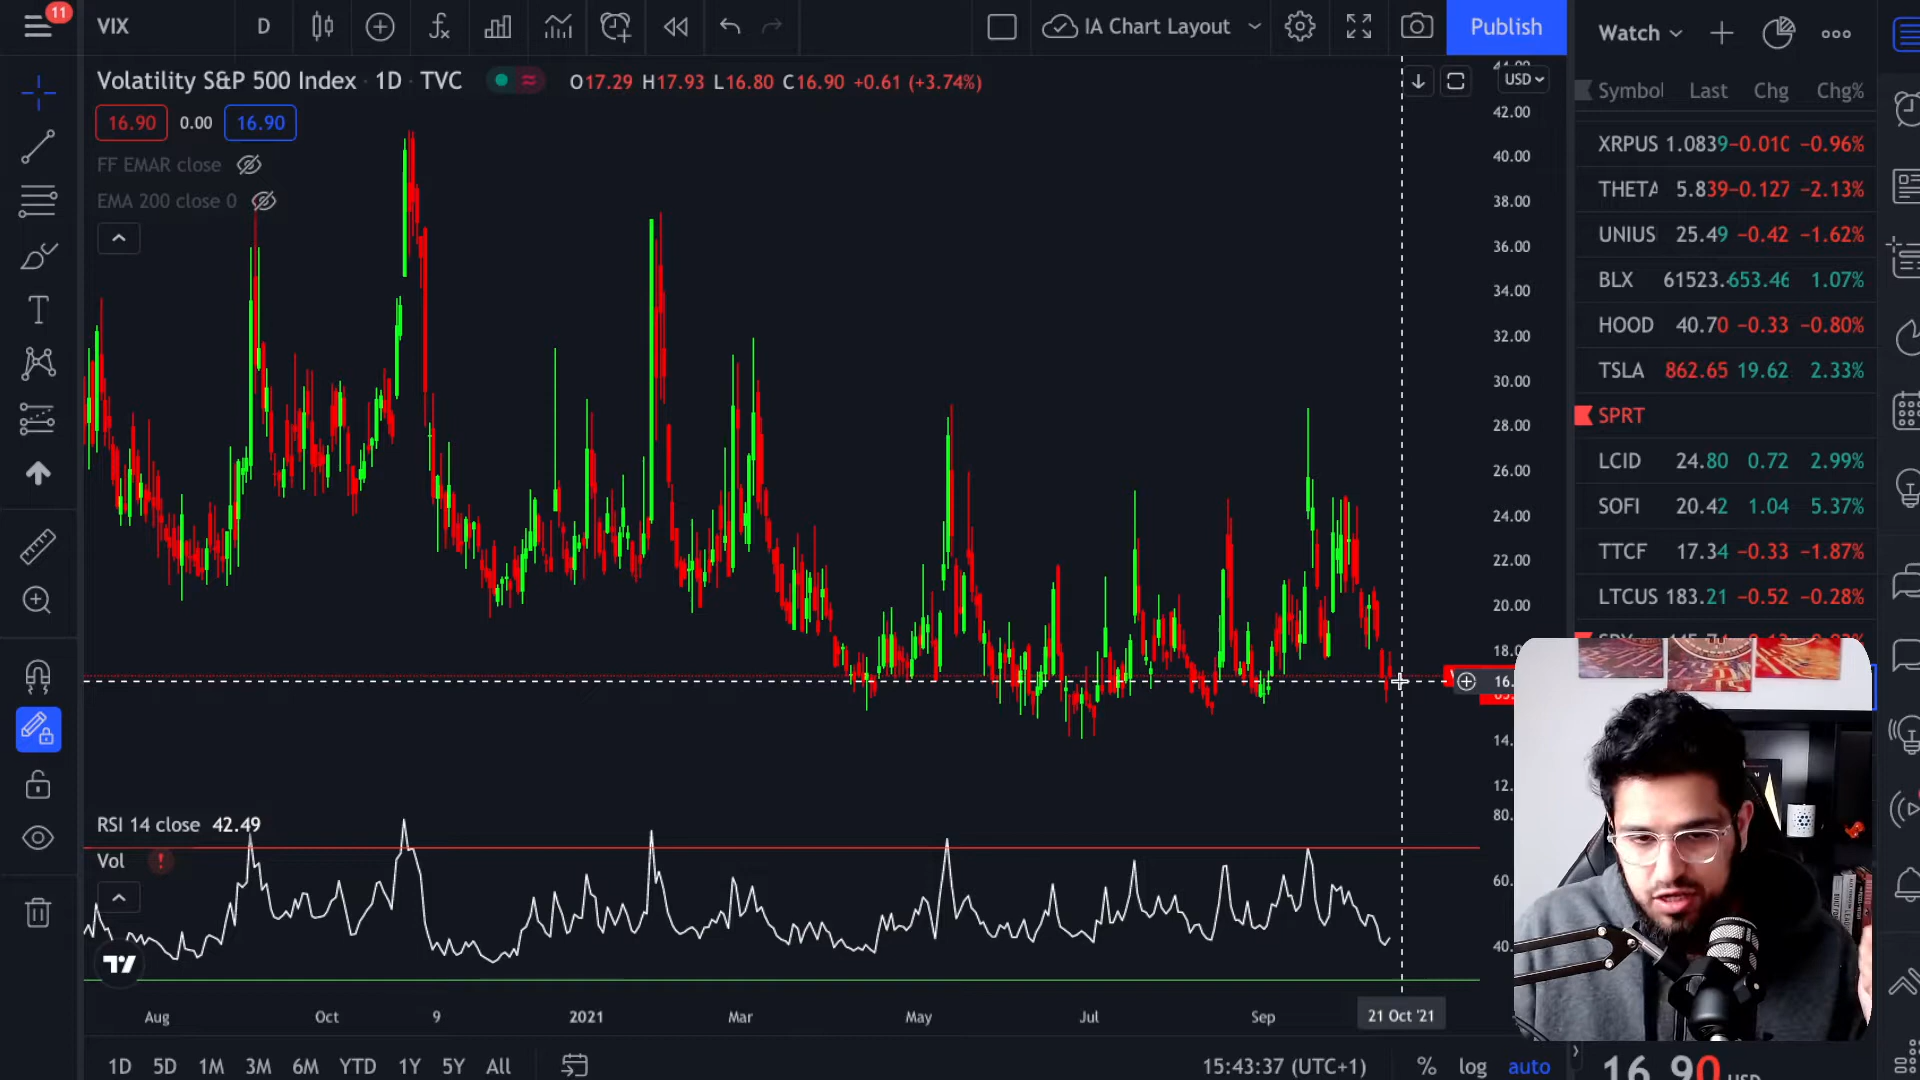 11
VIX
D
IA Chart Layout
Publish
Watch
Volatility S&P 500 Index · 1D · TVC
O17.29 H17.93 L16.80 C16.90 +0.61 (+3.74%)
USD
Symbol Last Chg Chg%
16.90 0.00 16.90
FF EMAR close
EMA 200 close 0
42.00
40.00
38.00
36.00
34.00
32.00
30.00
28.00
26.00
24.00
22.00
20.00
18.00
16.
14.
12.
XRPUS 1.0839 −0.010 −0.96%
THETA 5.839 −0.127 −2.13%
UNIUS 25.49 −0.42 −1.62%
BLX 61523. 653.46 1.07%
HOOD 40.70 −0.33 −0.80%
TSLA 862.65 19.62 2.33%
SPRT
LCID 24.80 0.72 2.99%
SOFI 20.42 1.04 5.37%
TTCF 17.34 −0.33 −1.87%
LTCUS 183.21 −0.52 −0.28%
RSI 14 close 42.49
Vol
80.
60.
40.
Aug Oct 9 2021 Mar May Jul Sep 21 Oct '21
1D 5D 1M 3M 6M YTD 1Y 5Y All
15:43:37 (UTC+1) % log auto
16.90 USD